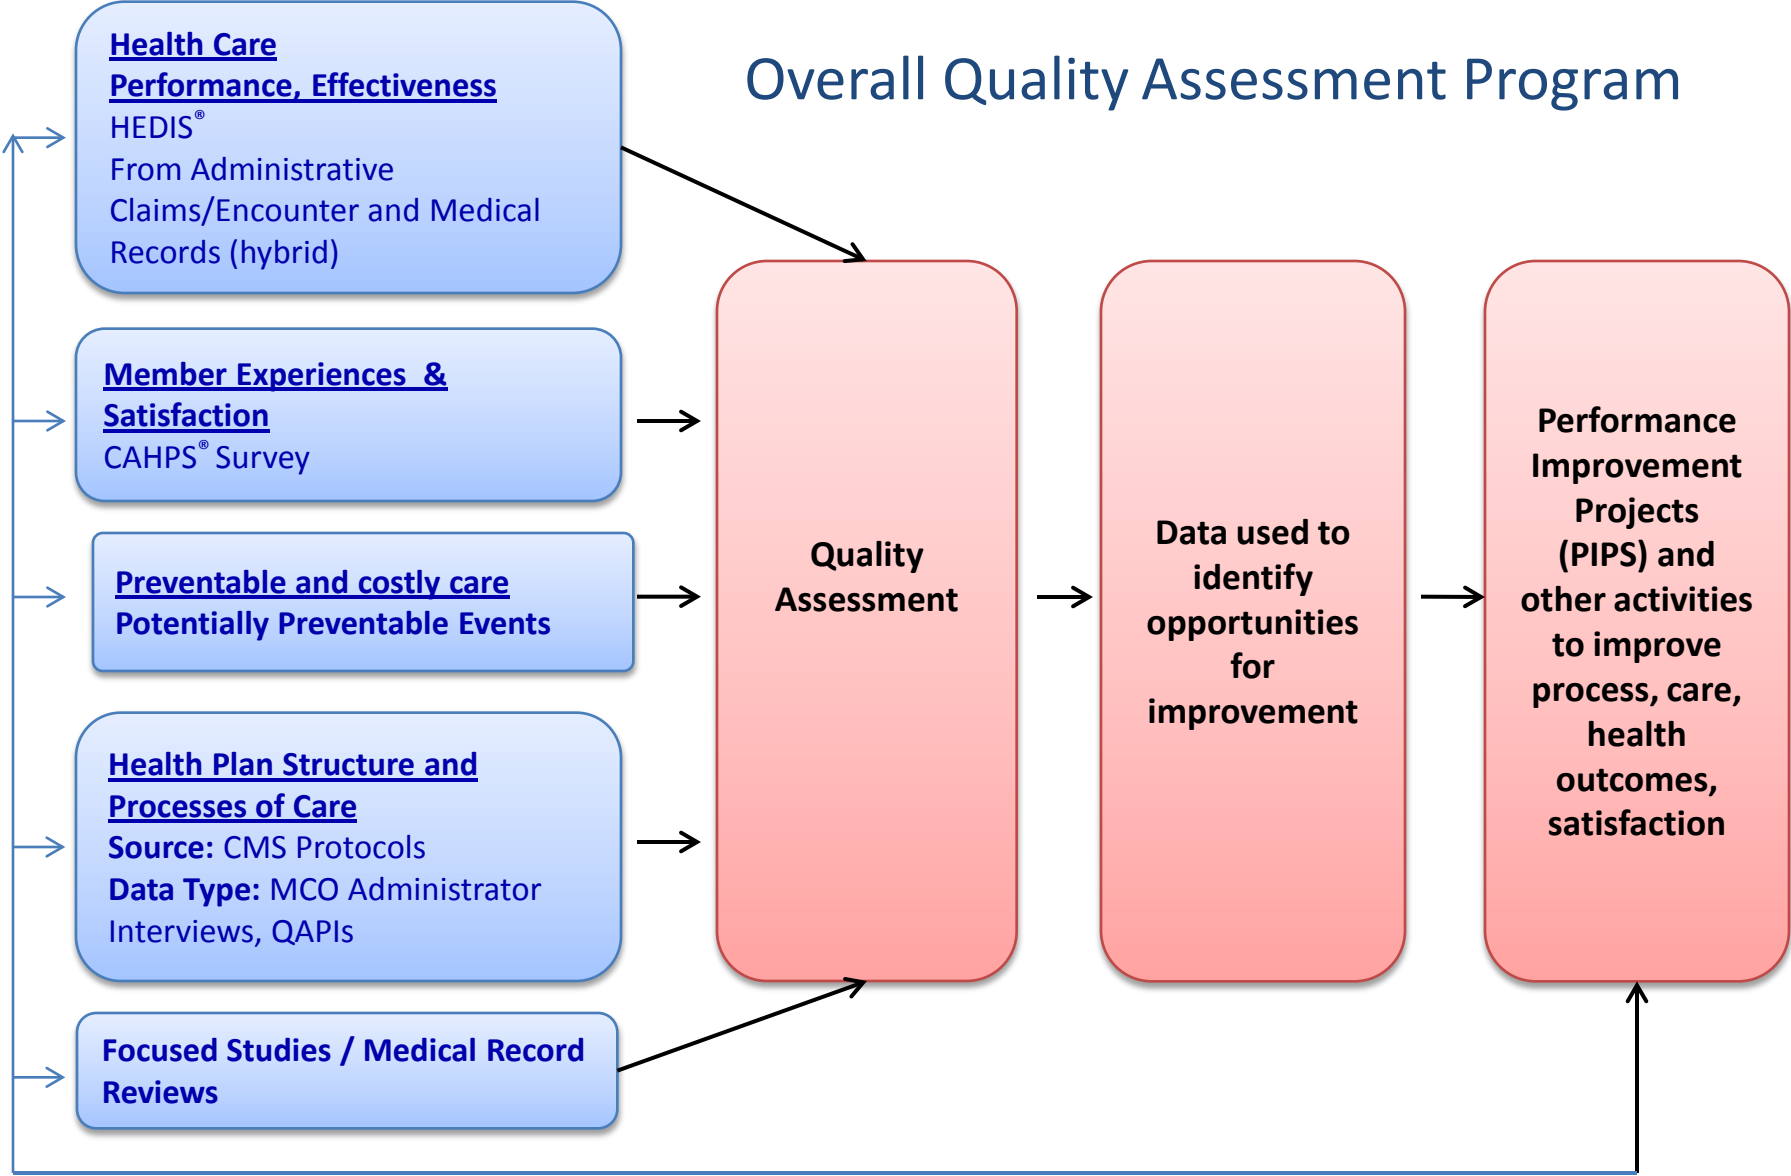 Overall Quality Assessment Program
Health Care
Performance, Effectiveness
HEDIS®
From Administrative
Claims/Encounter and Medical
Records (hybrid)
Member Experiences &
Satisfaction
CAHPS® Survey
Preventable and costly care
Potentially Preventable Events
Health Plan Structure and
Processes of Care
Source: CMS Protocols
Data Type: MCO Administrator
Interviews, QAPIs
Focused Studies / Medical Record
Reviews
Quality
Assessment
Data used to
identify
opportunities
for
improvement
Performance
Improvement
Projects
(PIPS) and
other activities
to improve
process, care,
health
outcomes,
satisfaction